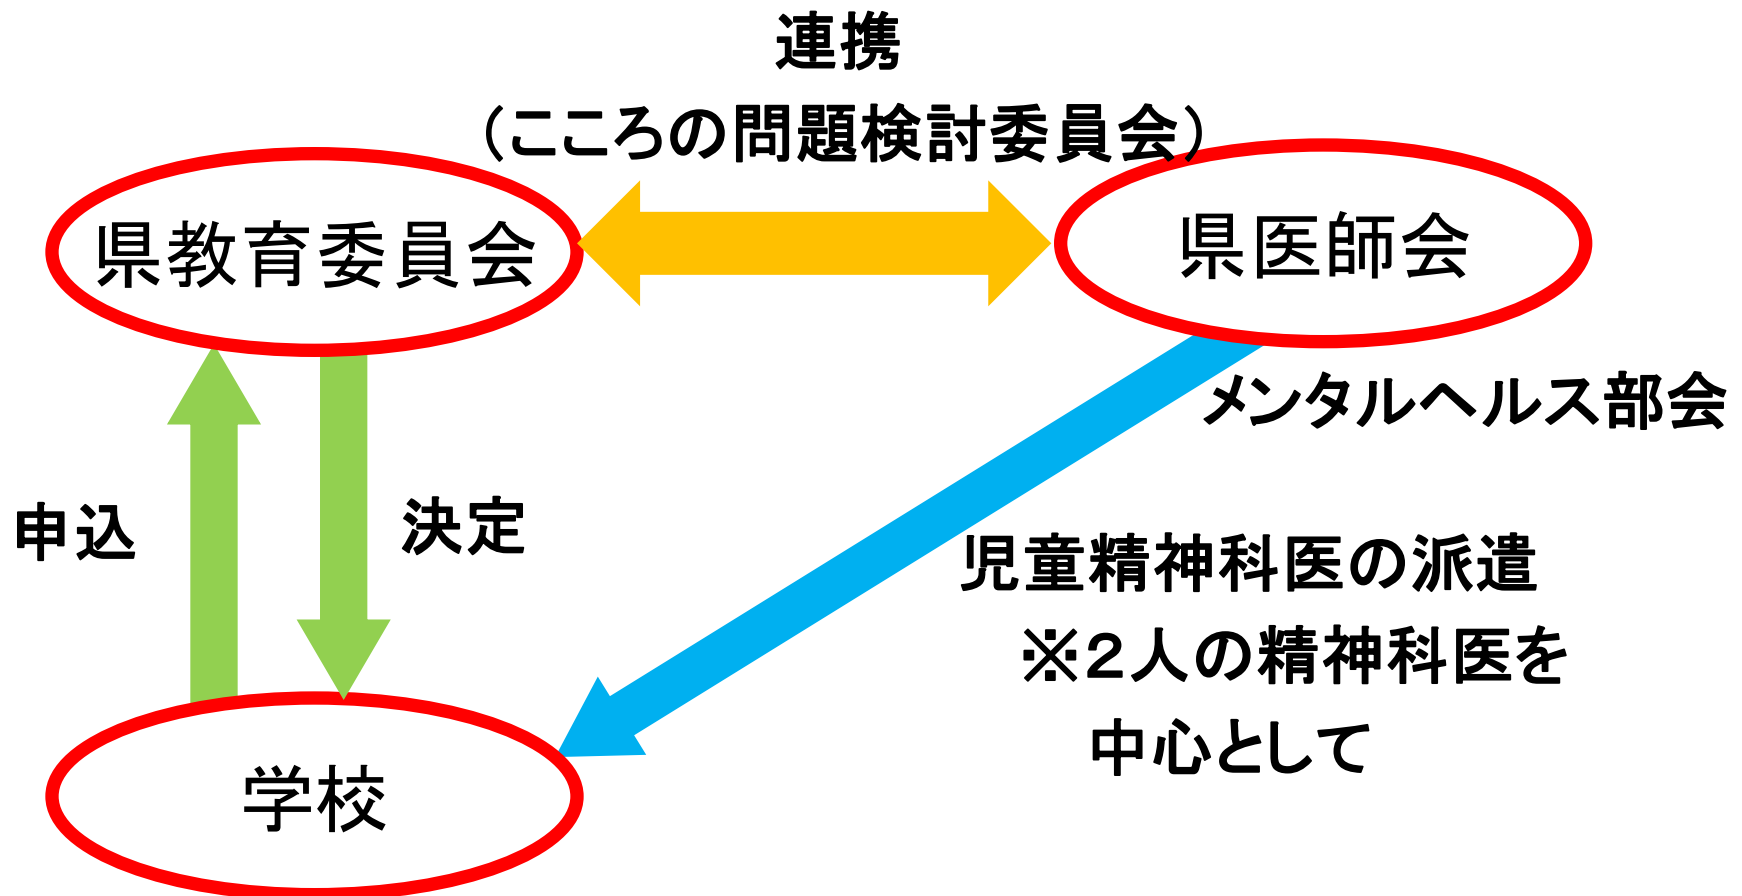 連携
（こころの問題検討委員会）
県教育委員会
県医師会
メンタルヘルス部会
申込
決定
児童精神科医の派遣
※２人の精神科医を
中心として
学校